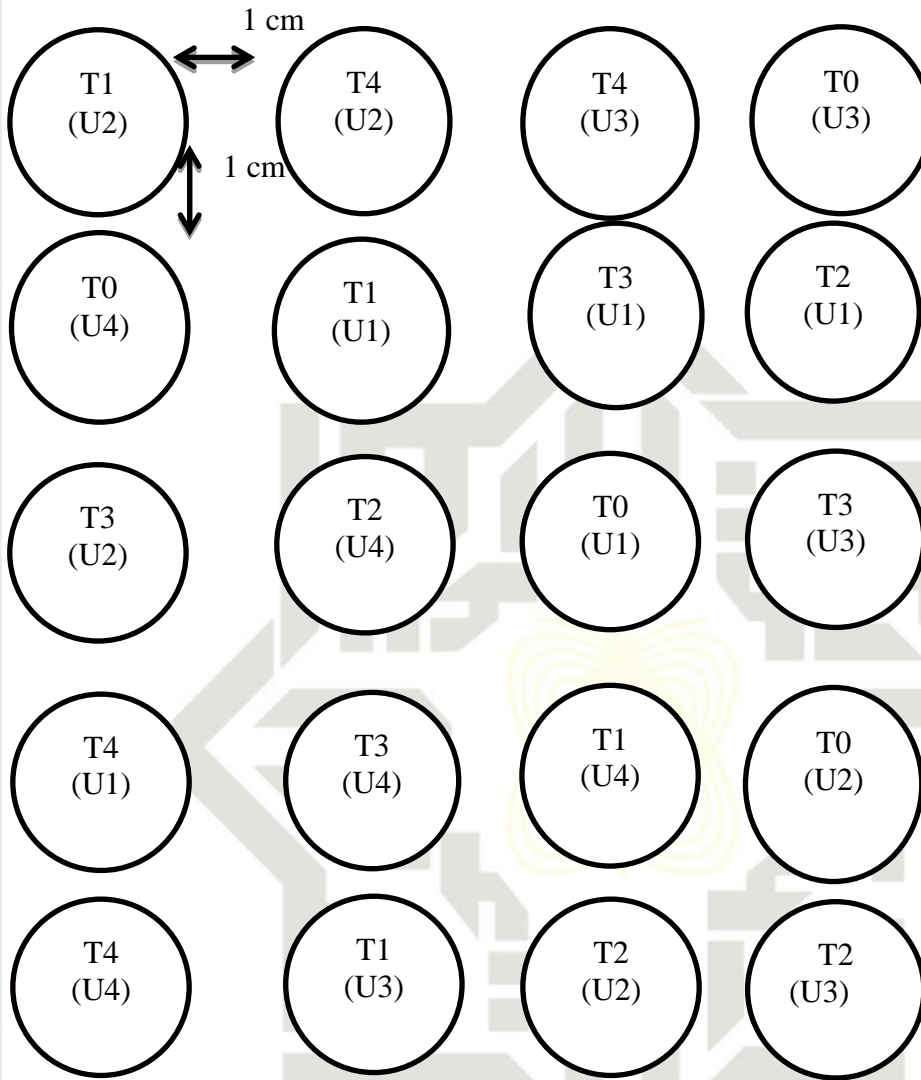 1 cm
T1
(U2)
T4
(U2)
T4
(U3)
T0
(U3)
1 cm
T0
(U4)
T1
(U1)
T3
(U1)
T2
(U1)
T3
(U2)
T2
(U4)
T0
(U1)
T3
(U3)
T4
(U1)
T3
(U4)
T1
(U4)
T0
(U2)
T4
(U4)
T1
(U3)
T2
(U2)
T2
(U3)